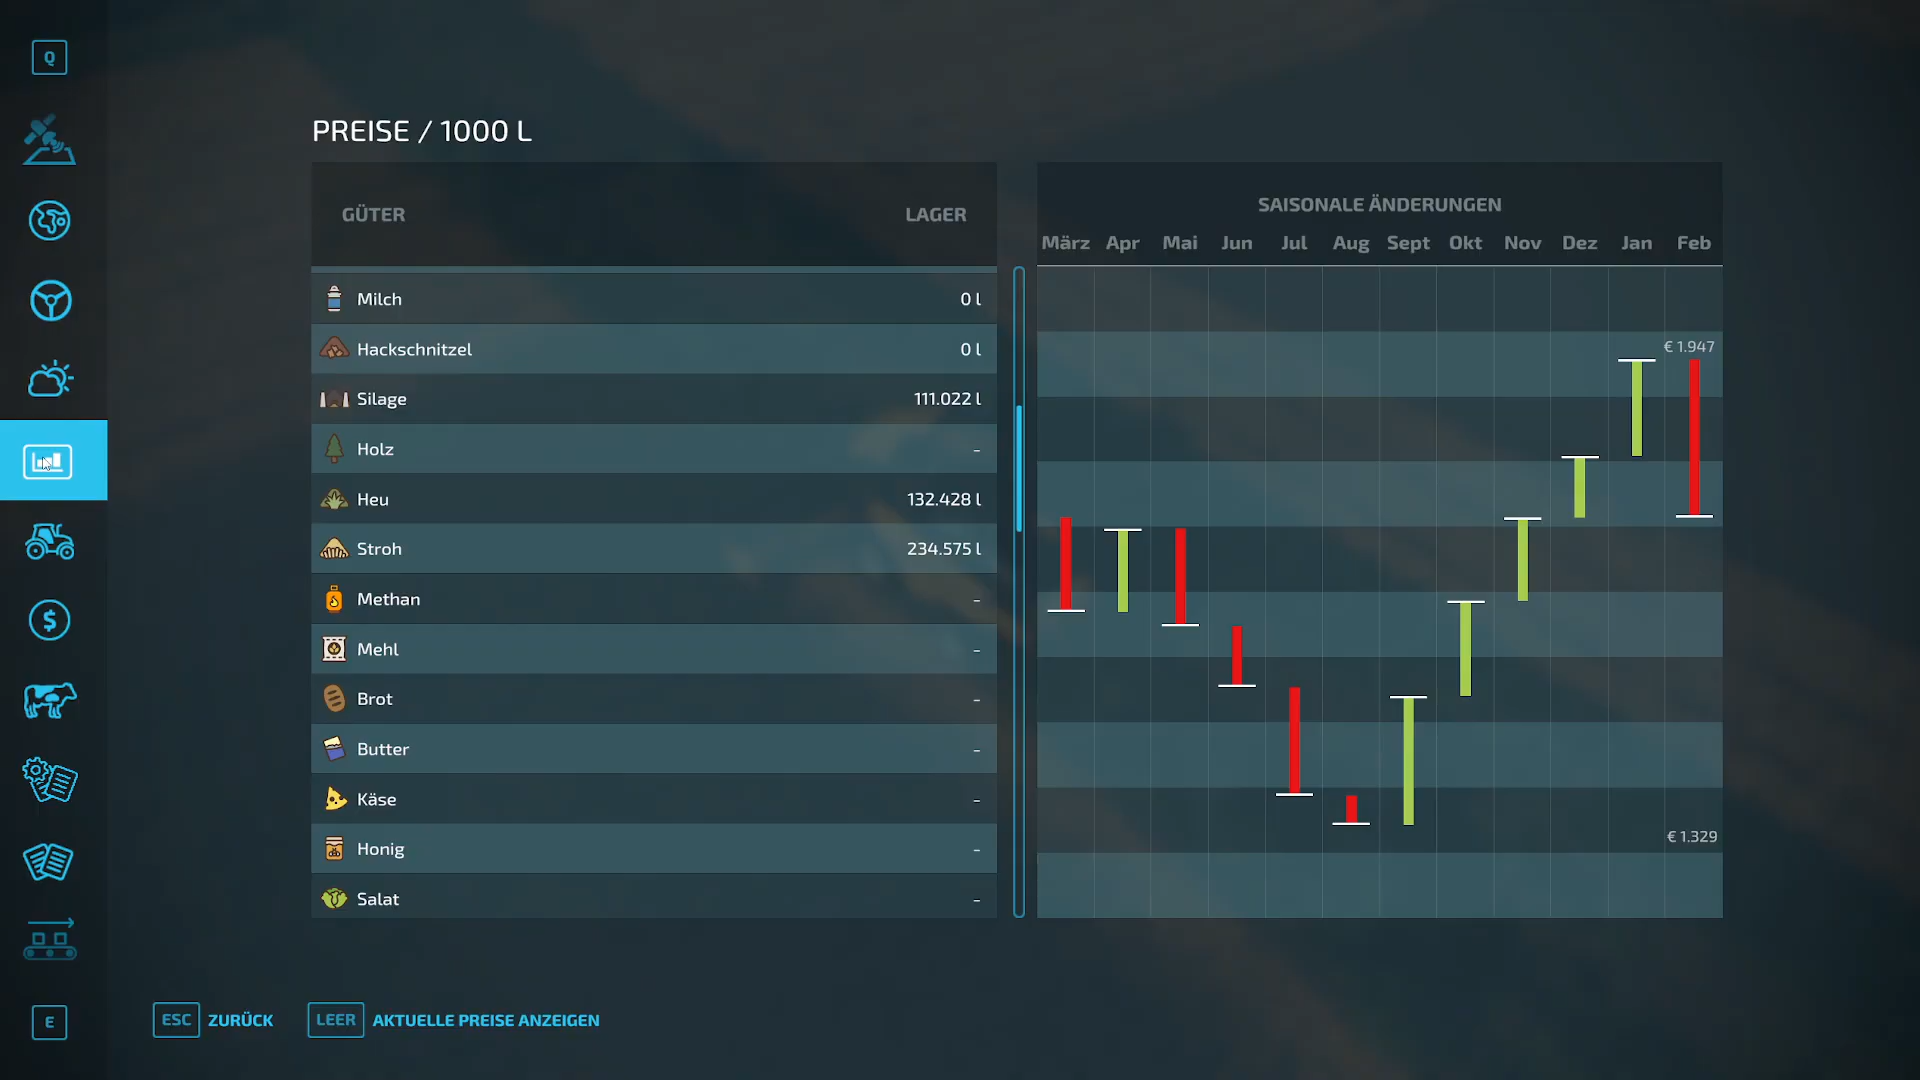 Q
PREISE / 1000 L
GÜTER LAGER
SAISONALE ÄNDERUNGEN
März Apr Mai Jun Jul Aug Sept Okt Nov Dez Jan Feb
Milch 0 l
Hackschnitzel 0 l
Silage 111.022 l
Holz -
Heu 132.428 l
Stroh 234.575 l
Methan -
Mehl -
Brot -
Butter -
Käse -
Honig -
Salat -
€ 1.947
€ 1.329
E
ESC ZURÜCK LEER AKTUELLE PREISE ANZEIGEN